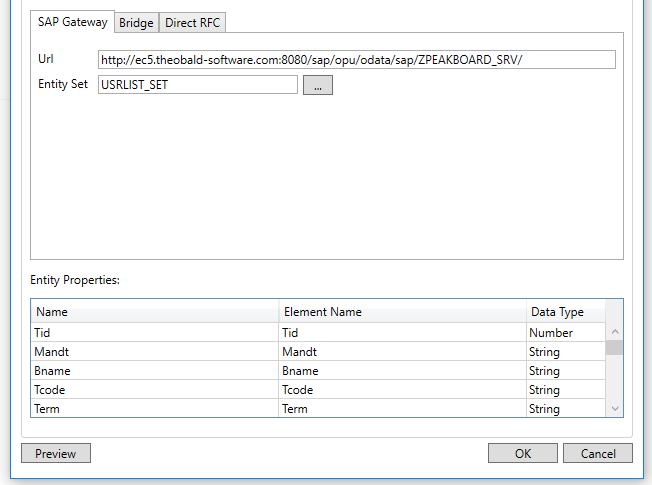 SAP Gateway Bridge Direct RFC
Url http://ec5.theobald-software.com:8080/sap/opu/odata/sap/ZPEAKBOARD_SRV/
Entity Set USRLIST_SET ...
Entity Properties:
Name Element Name Data Type
Tid Tid Number
Mandt Mandt String
Bname Bname String
Tcode Tcode String
Term Term String
Preview OK Cancel